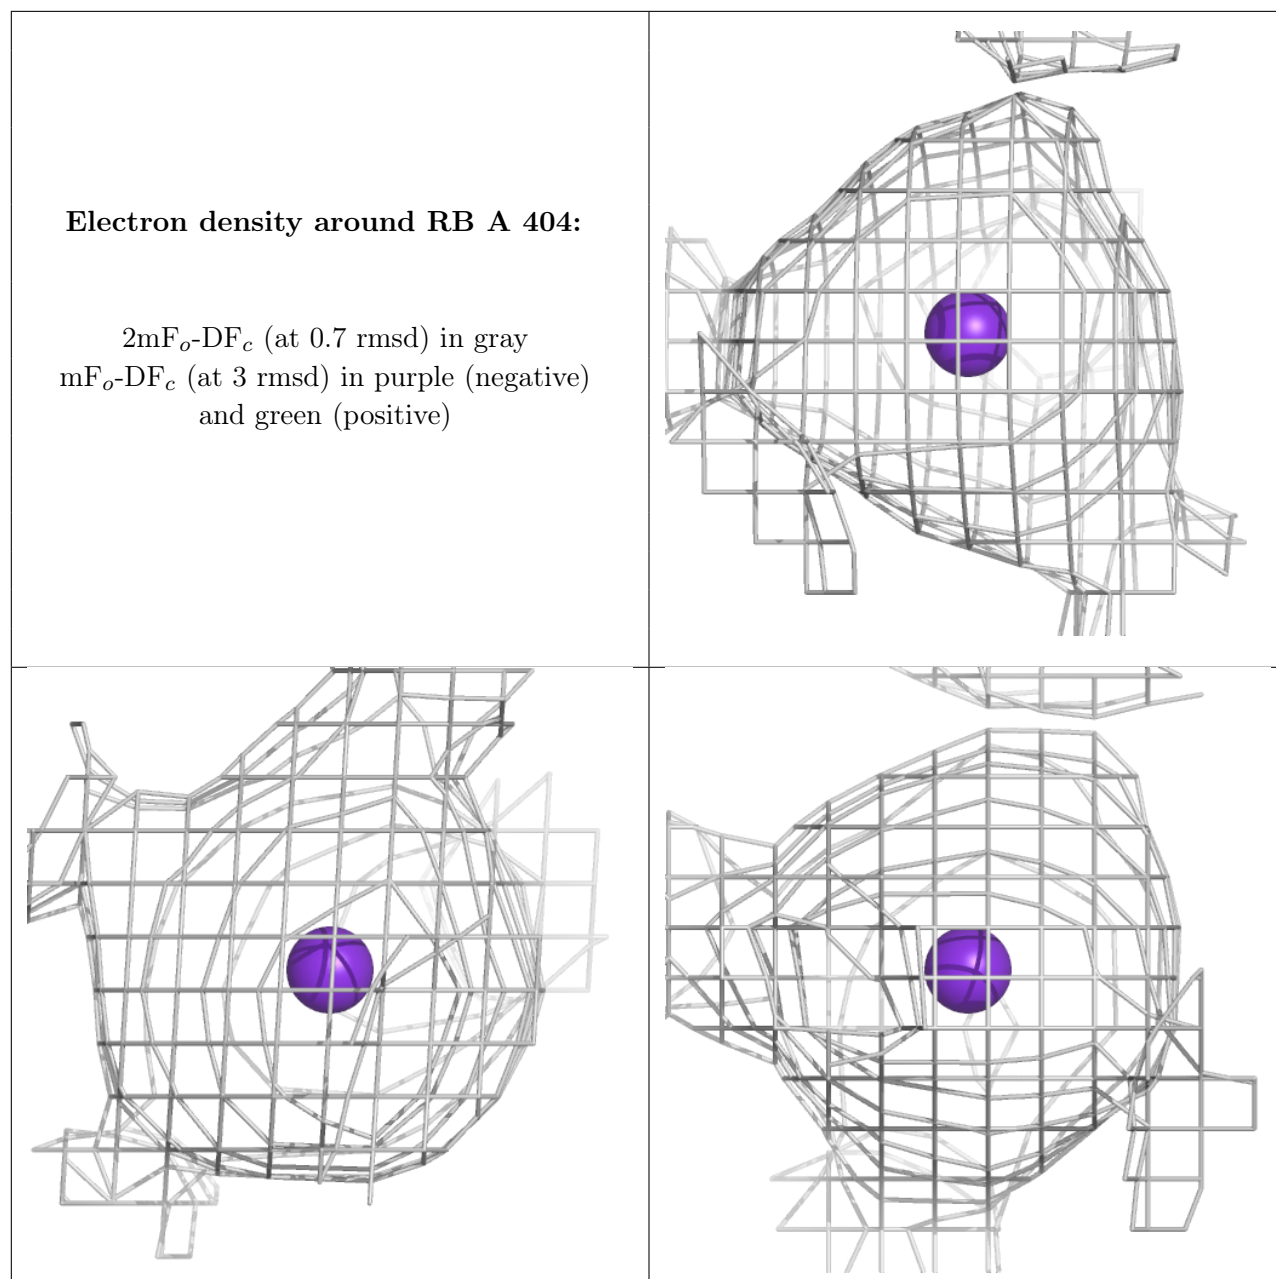 Electron density around RB A 404:
2mFo-DFc (at 0.7 rmsd) in gray
mFo-DFc (at 3 rmsd) in purple (negative)
and green (positive)